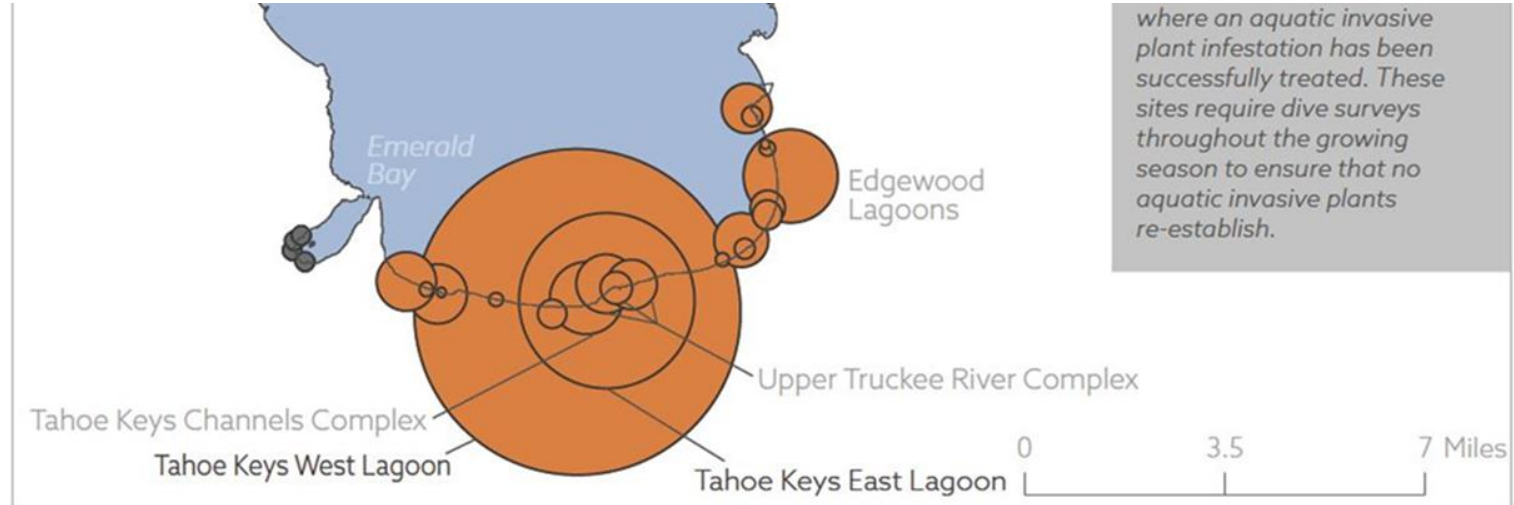 where an aquatic invasive
plant infestation has been
successfully treated. These
sites require dive surveys
throughout the growing
season to ensure that no
aquatic invasive plants
re-establish.
Emerald
Bay
Edgewood
Lagoons
Upper Truckee River Complex
Tahoe Keys Channels Complex
Tahoe Keys West Lagoon
Tahoe Keys East Lagoon
0 3.5 7 Miles